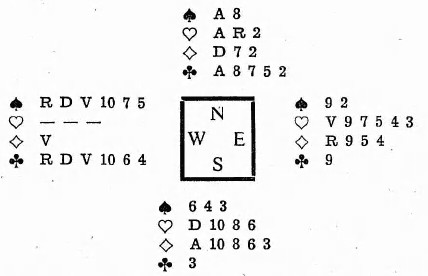 ♠ A 8
♡ A R 2
♢ D 7 2
♣ A 8 7 5 2
♠ R D V 10 7 5
♡ — — —
♢ V
♣ R D V 10 6 4
N
W E
S
♠ 9 2
♡ V 9 7 5 4 3
♢ R 9 5 4
♣ 9
♠ 6 4 3
♡ D 10 8 6
♢ A 10 8 6 3
♣ 3